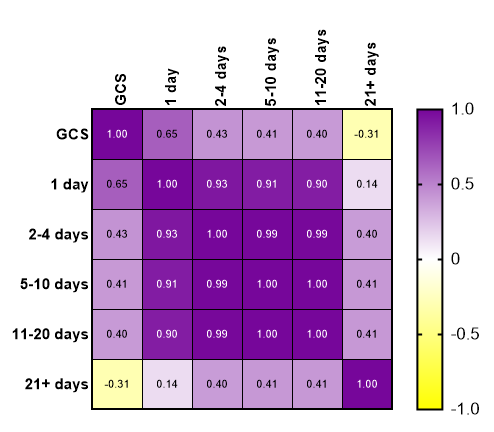 GCS 1 day 2-4 days 5-10 days 11-20 days 21+ days
GCS 1.00 0.65 0.43 0.41 0.40 -0.31
1 day 0.65 1.00 0.93 0.91 0.90 0.14
2-4 days 0.43 0.93 1.00 0.99 0.99 0.40
5-10 days 0.41 0.91 0.99 1.00 1.00 0.41
11-20 days 0.40 0.90 0.99 1.00 1.00 0.41
21+ days -0.31 0.14 0.40 0.41 0.41 1.00
1.0
0.5
0
-0.5
-1.0